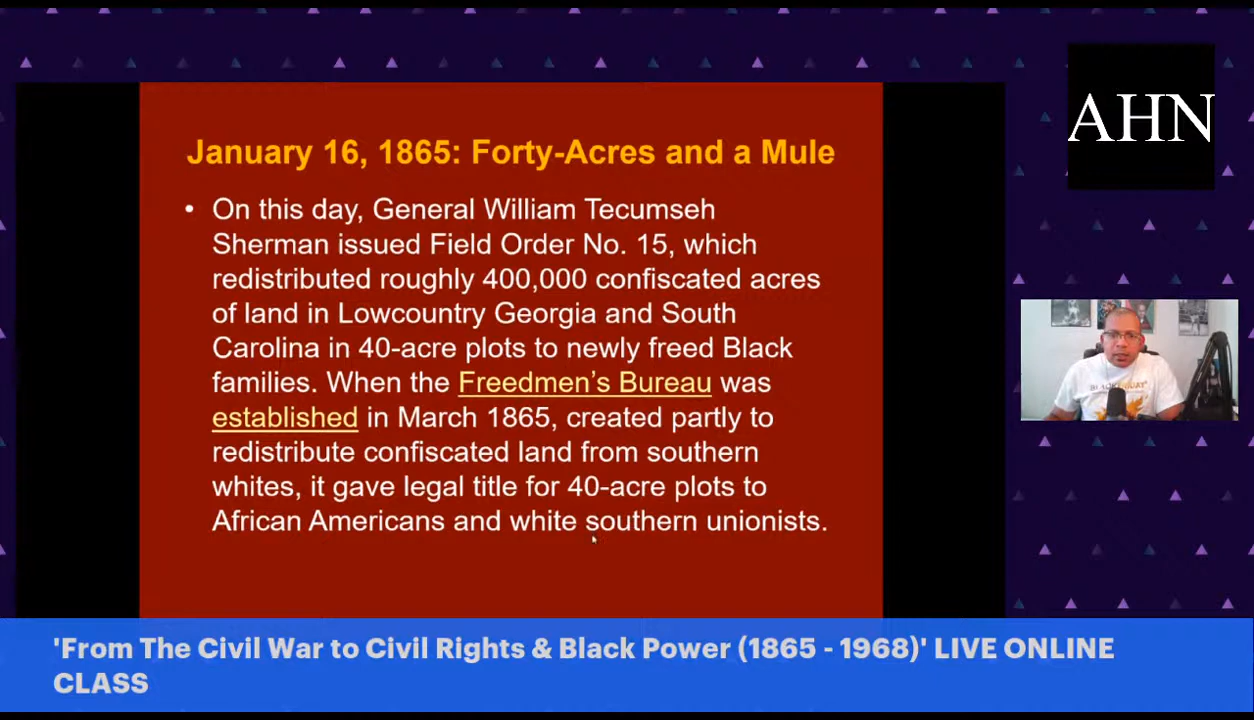 AHN
January 16, 1865: Forty-Acres and a Mule
• On this day, General William Tecumseh
Sherman issued Field Order No. 15, which
redistributed roughly 400,000 confiscated acres
of land in Lowcountry Georgia and South
Carolina in 40-acre plots to newly freed Black
families. When the Freedmen’s Bureau was
established in March 1865, created partly to
redistribute confiscated land from southern
whites, it gave legal title for 40-acre plots to
African Americans and white southern unionists.
'From The Civil War to Civil Rights & Black Power (1865 - 1968)' LIVE ONLINE
CLASS